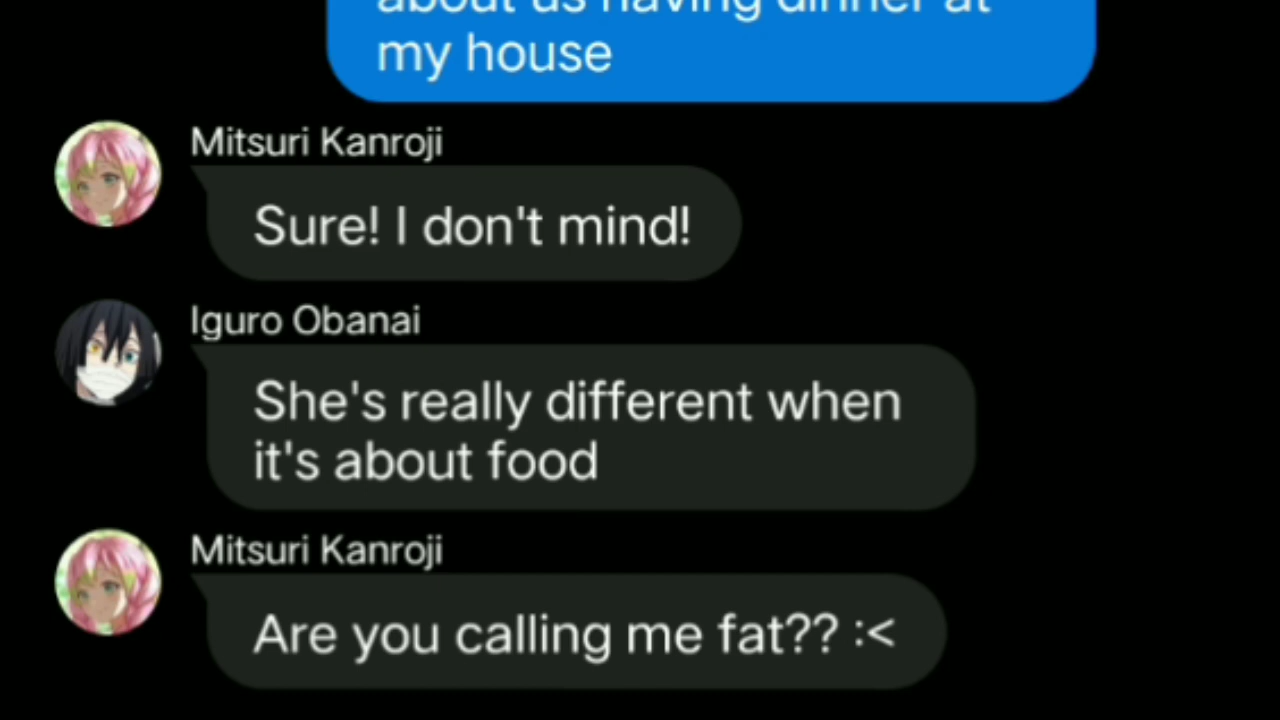 about us having dinner at
my house
Mitsuri Kanroji
Sure! I don't mind!
Iguro Obanai
She's really different when
it's about food
Mitsuri Kanroji
Are you calling me fat?? :<